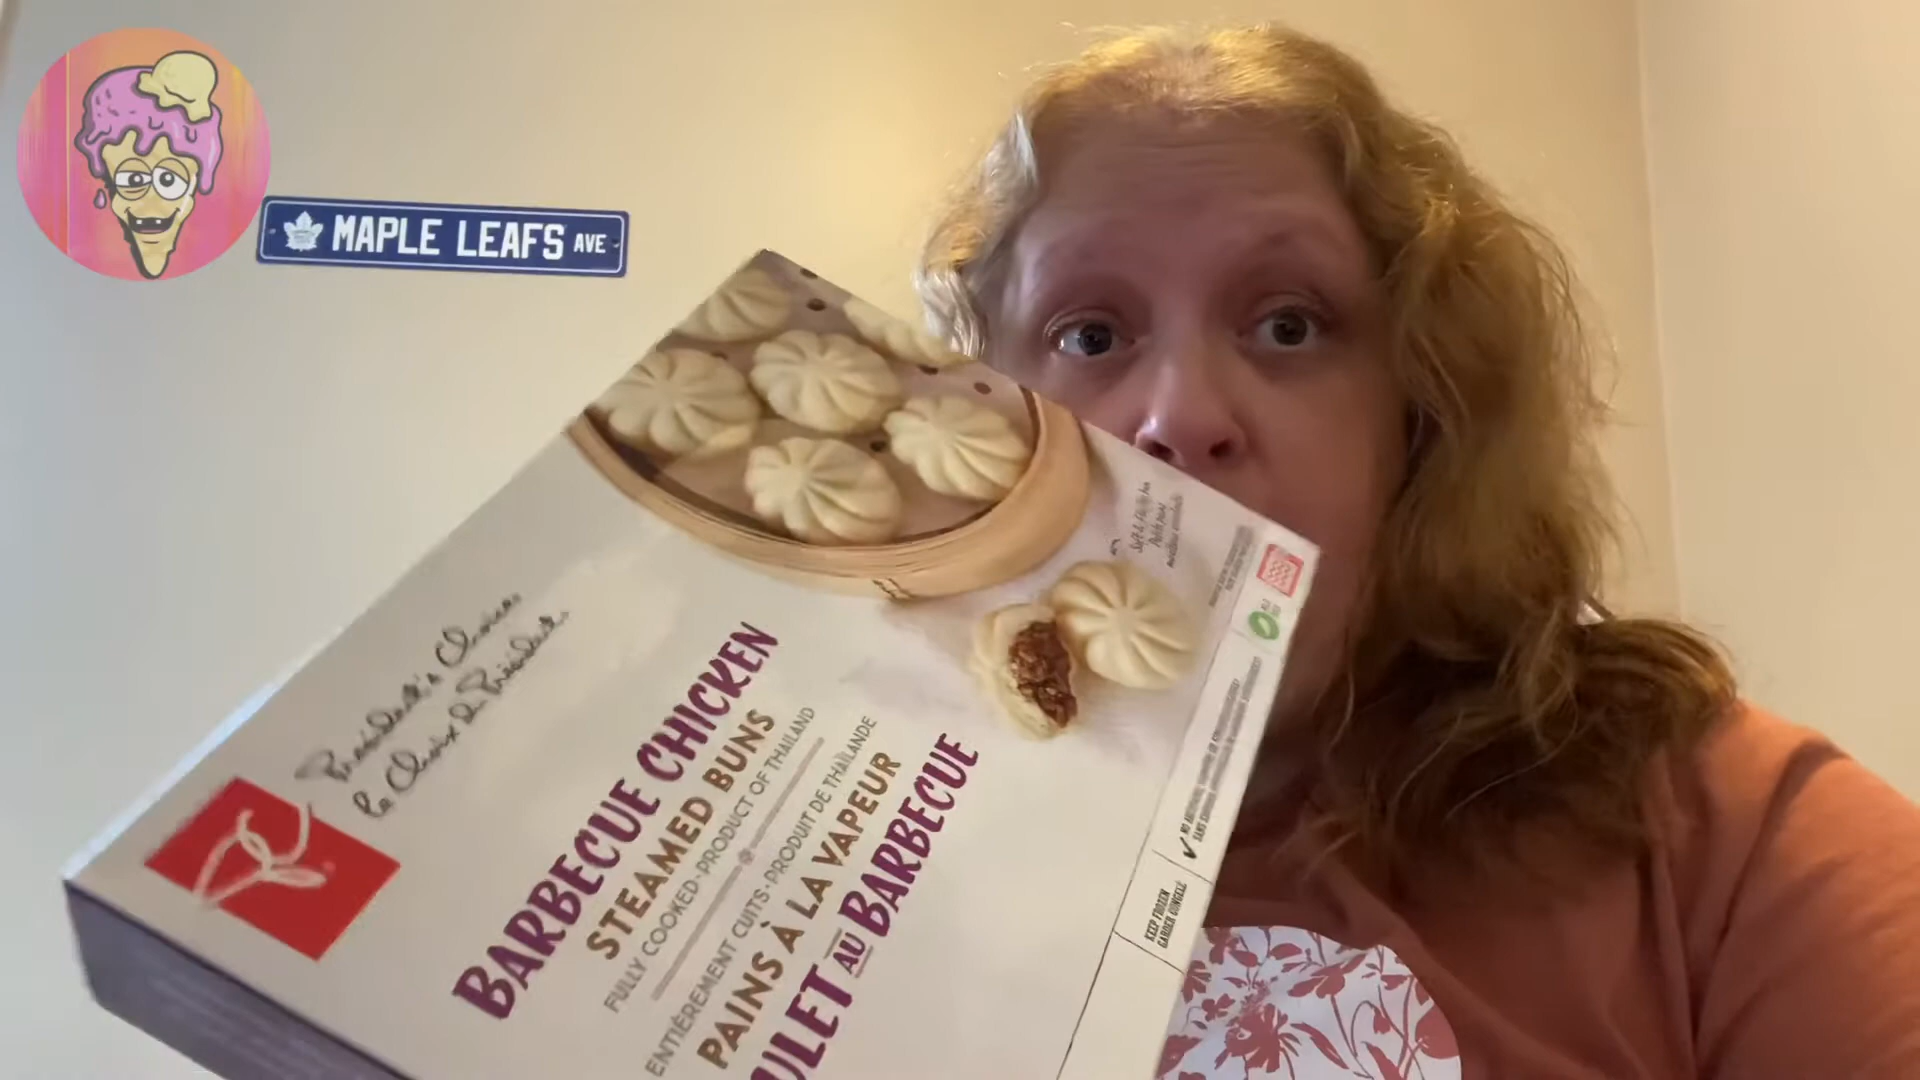 MAPLE LEAFS AVE
President's Choice
le Choix du Président
BARBECUE CHICKEN
STEAMED BUNS
FULLY COOKED · PRODUCT OF THAILAND
ENTIÈREMENT CUITS · PRODUIT DE THAÏLANDE
PAINS À LA VAPEUR
ULET AU BARBECUE
KEEP FROZEN
GARDER CONGELÉ